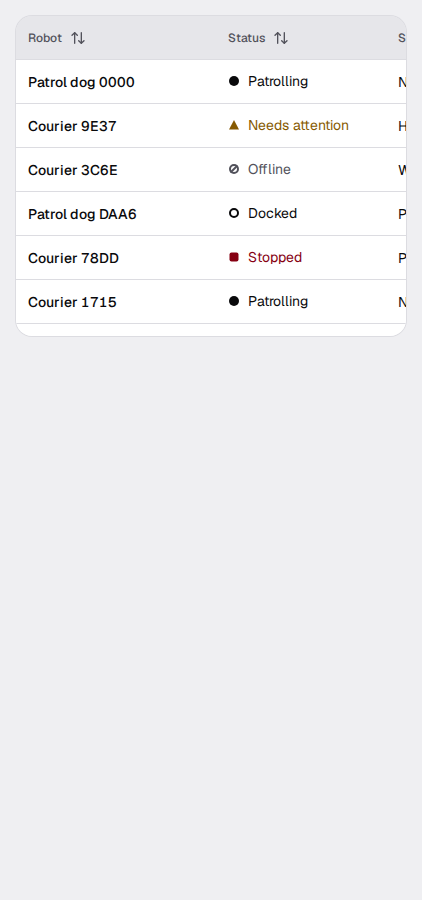 Robot Status S
Patrol dog 0000 Patrolling N
Courier 9E37 Needs attention H
Courier 3C6E Offline W
Patrol dog DAA6 Docked P
Courier 78DD Stopped P
Courier 1715 Patrolling N